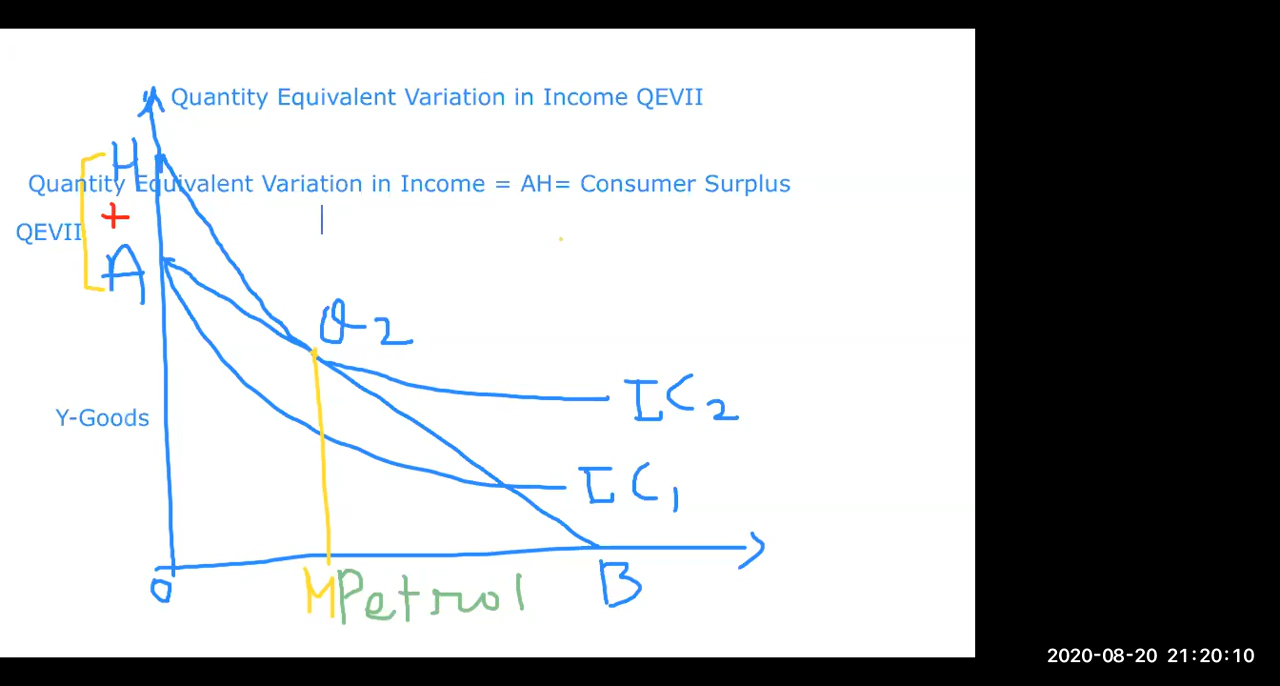 Quantity Equivalent Variation in Income QEVII
H
Quantity Equivalent Variation in Income = AH= Consumer Surplus
+
QEVII
A
Q2
IC2
Y-Goods
IC1
O
M Petrol
B
2020-08-20 21:20:10